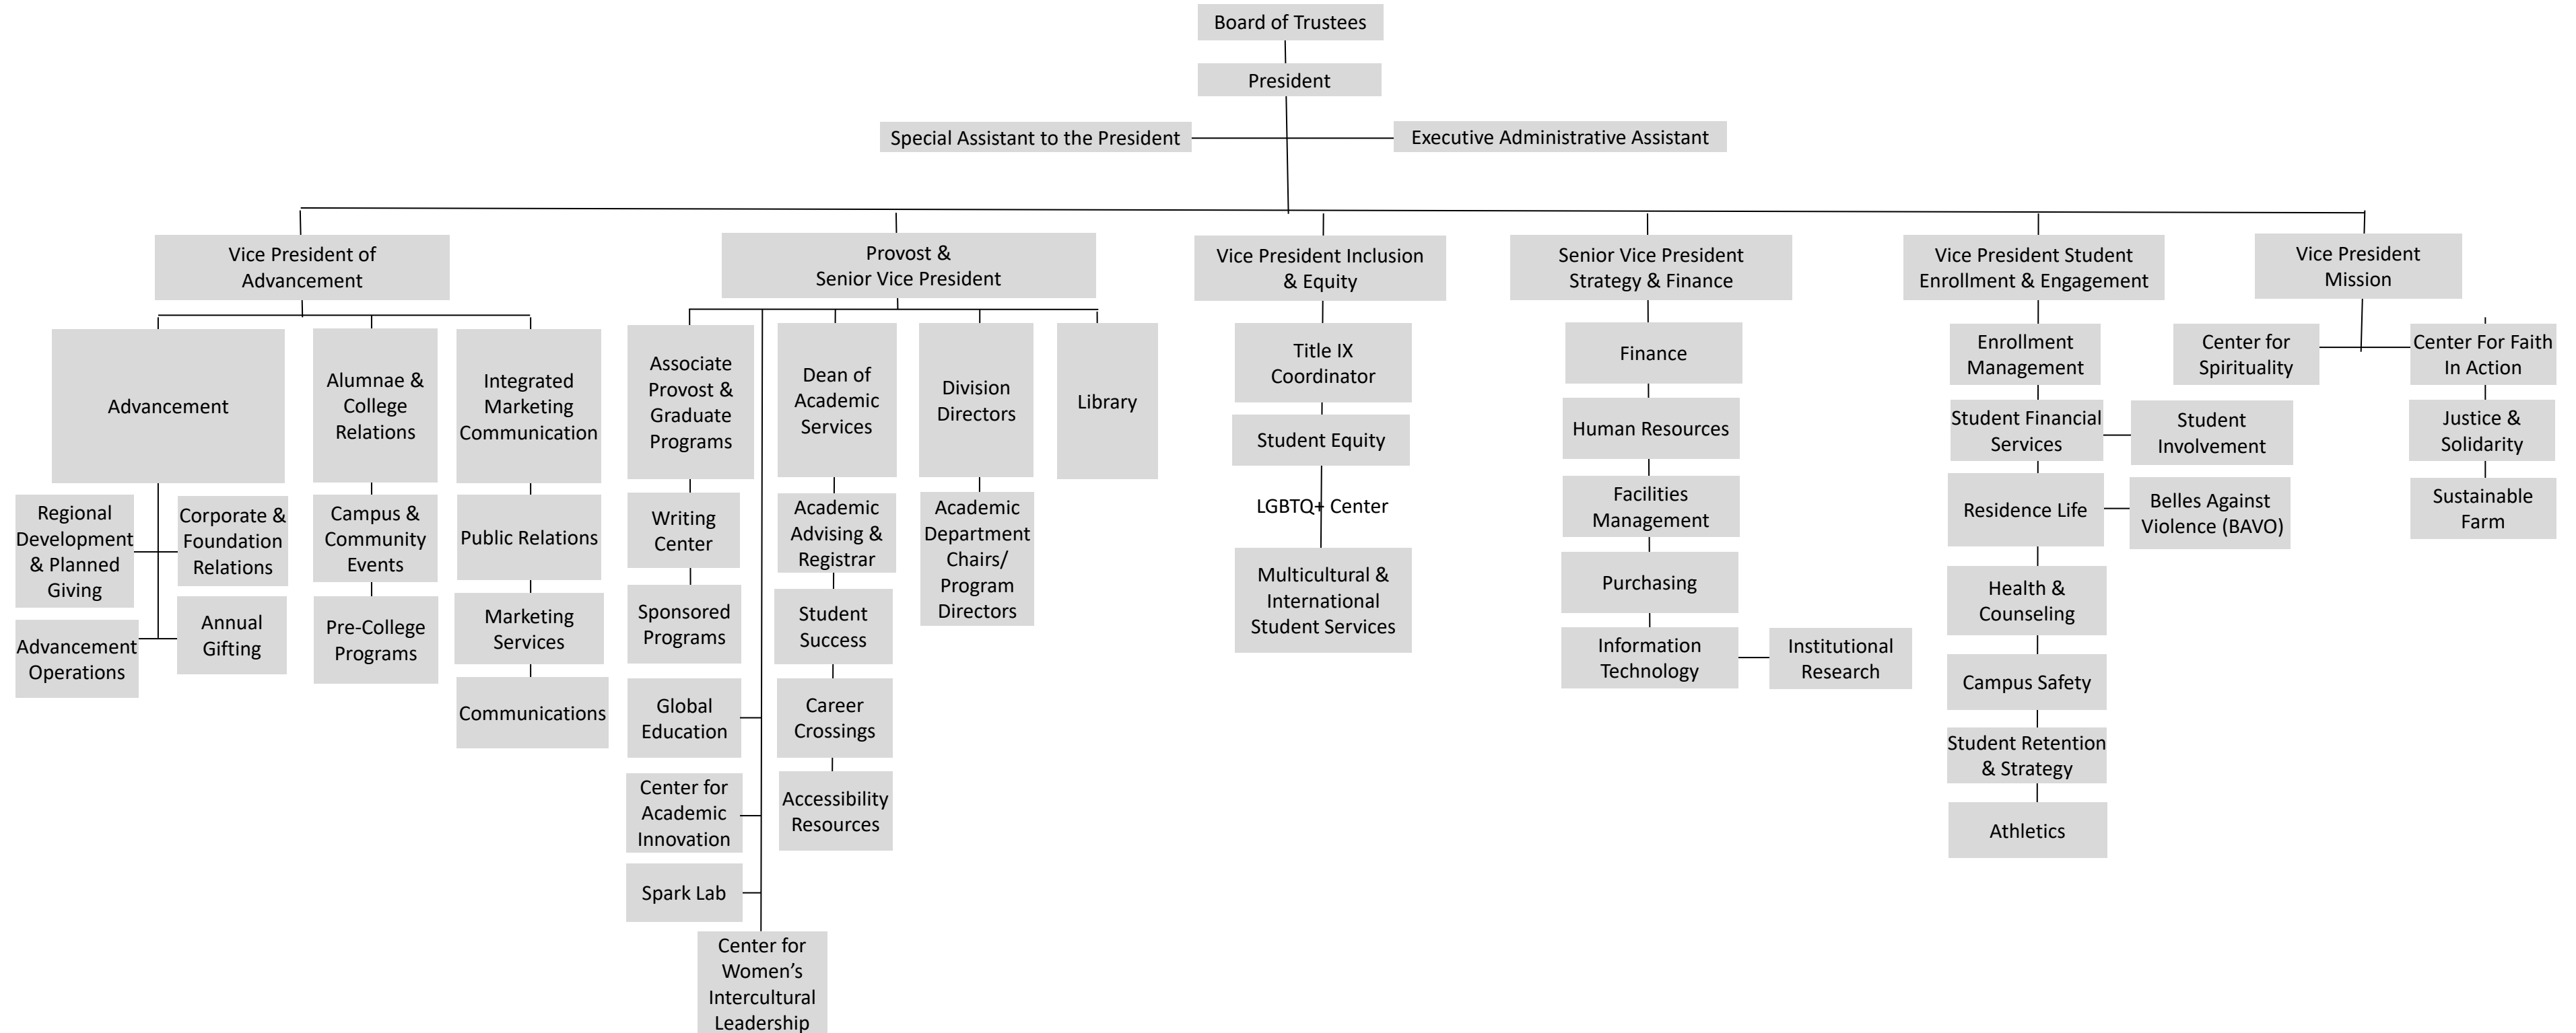 Board of Trustees
President
Special Assistant to the President
Executive Administrative Assistant
Vice President of
Advancement
Provost &
Senior Vice President
Vice President Inclusion
& Equity
Senior Vice President
Strategy & Finance
Vice President Student
Enrollment & Engagement
Vice President
Mission
Advancement
Regional
Development
& Planned
Giving
Corporate &
Foundation
Relations
Advancement
Operations
Annual
Gifting
Alumnae &
College
Relations
Campus &
Community
Events
Pre-College
Programs
Integrated
Marketing
Communication
Public Relations
Marketing
Services
Communications
Associate
Provost &
Graduate
Programs
Writing
Center
Sponsored
Programs
Global
Education
Center for
Academic
Innovation
Spark Lab
Center for
Women’s
Intercultural
Leadership
Dean of
Academic
Services
Academic
Advising &
Registrar
Student
Success
Career
Crossings
Accessibility
Resources
Division
Directors
Academic
Department
Chairs/
Program
Directors
Library
Title IX
Coordinator
Student Equity
LGBTQ+ Center
Multicultural &
International
Student Services
Finance
Human Resources
Facilities
Management
Purchasing
Information
Technology
Institutional
Research
Enrollment
Management
Student Financial
Services
Student
Involvement
Residence Life
Belles Against
Violence (BAVO)
Health &
Counseling
Campus Safety
Student Retention
& Strategy
Athletics
Center for
Spirituality
Center For Faith
In Action
Justice &
Solidarity
Sustainable
Farm